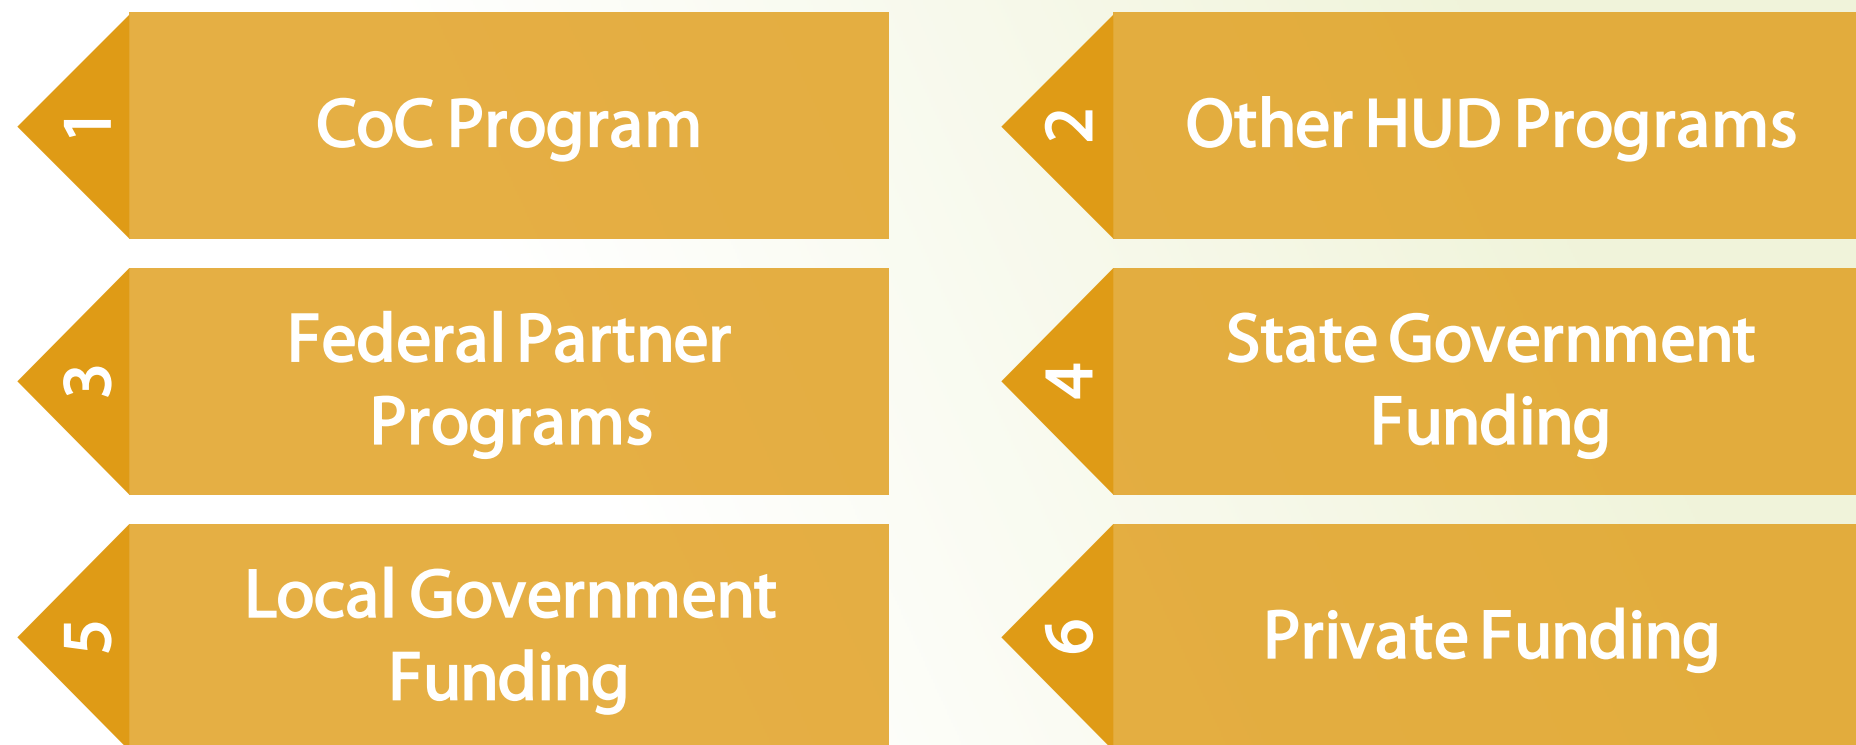 1
CoC Program
2
Other HUD Programs
3
Federal Partner
Programs
4
State Government
Funding
5
Local Government
Funding
6
Private Funding